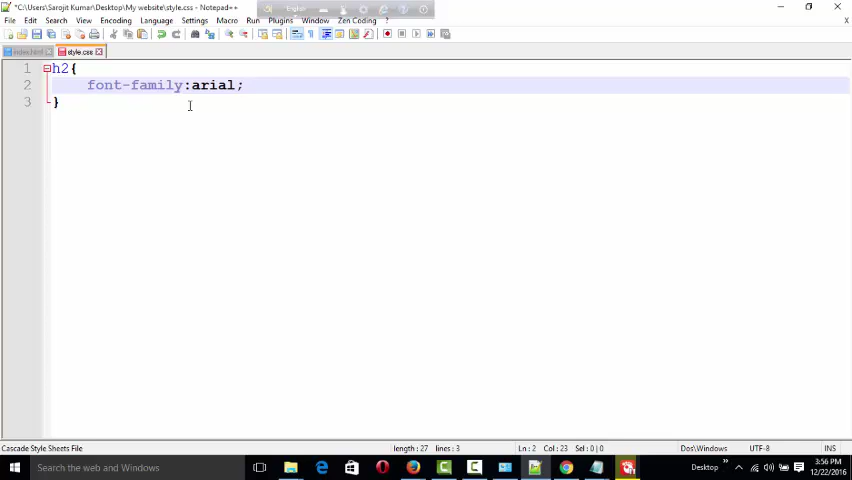 *C:\Users\Sarojit Kumar\Desktop\My website\style.css - Notepad++
English
File Edit Search View Encoding Language Settings Macro Run Plugins Window Zen Coding ? X
index.html style.css
1 h2{
2 font-family:arial;
3 }
Cascade Style Sheets File length : 27 lines : 3 Ln : 2 Col : 23 Sel : 0 | 0 Dos\Windows UTF-8 INS
Search the web and Windows Desktop 3:56 PM
12/22/2016